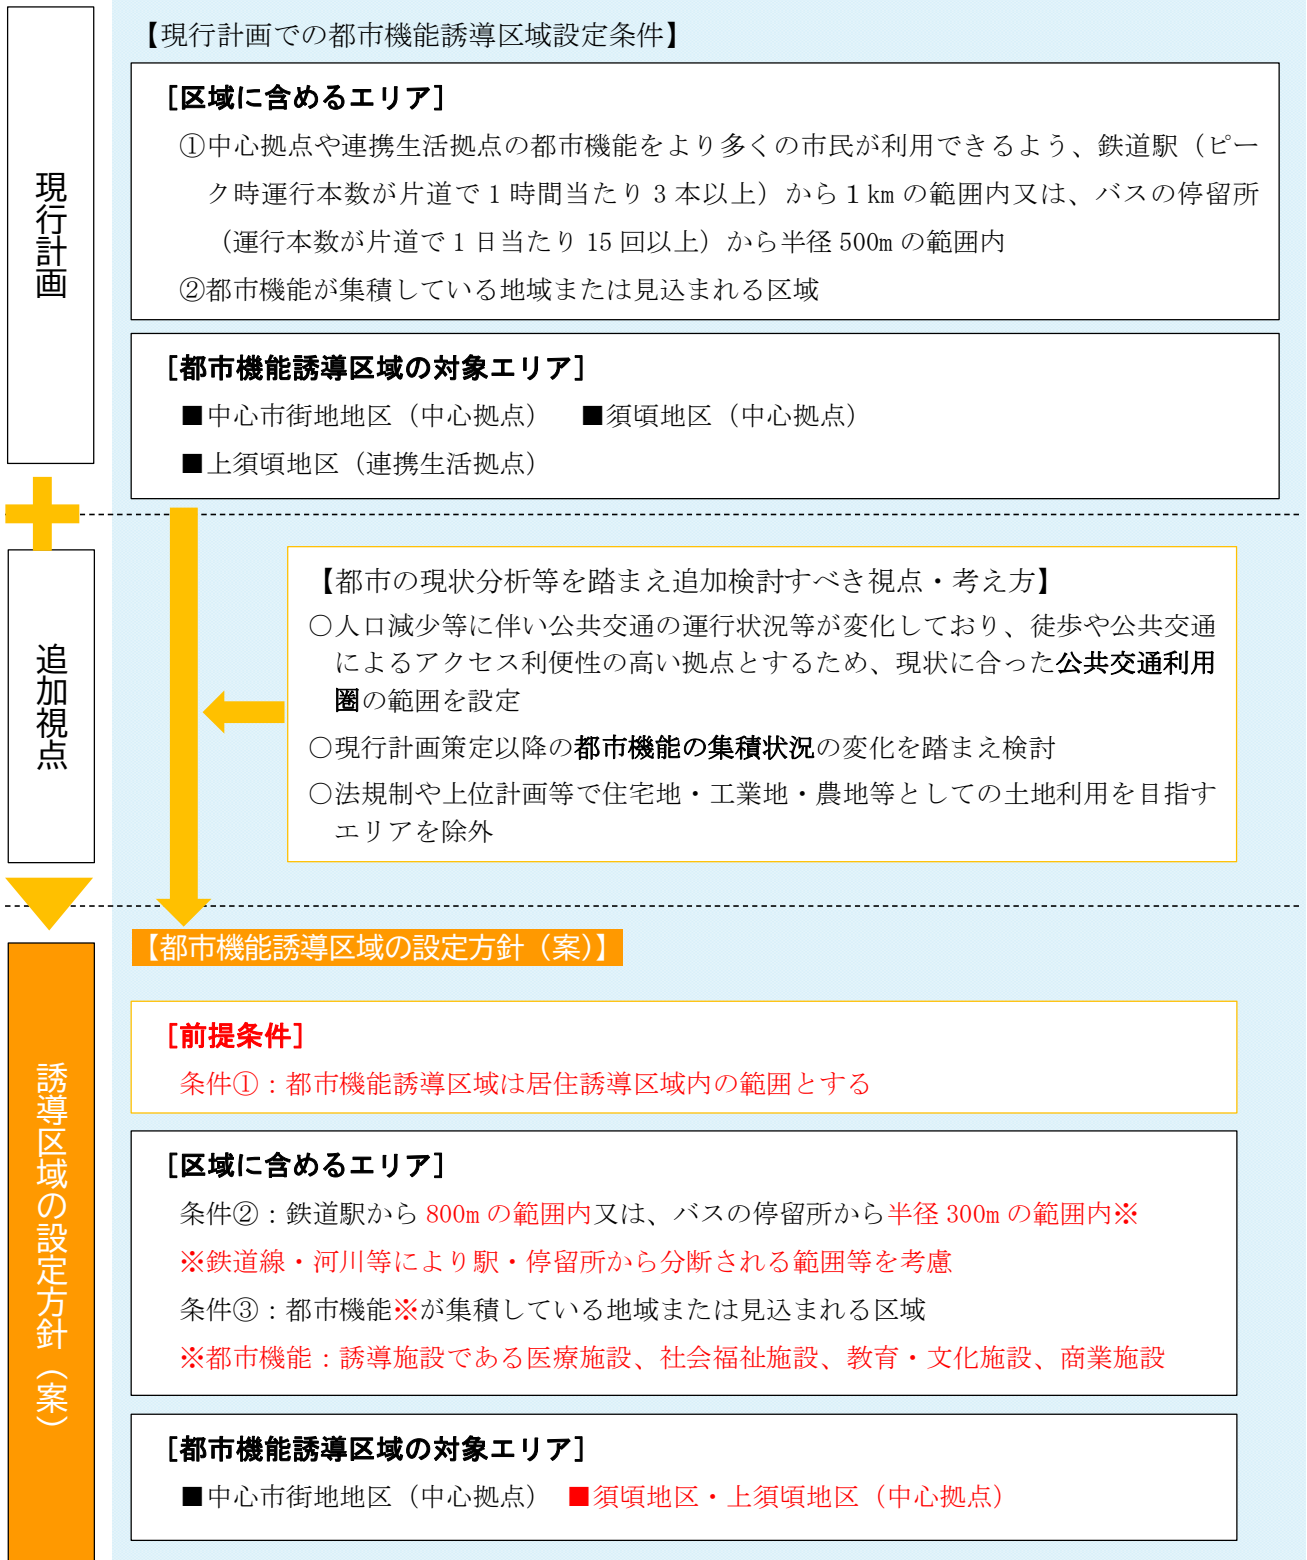 現行計画
【現行計画での都市機能誘導区域設定条件】
［区域に含めるエリア］
①中心拠点や連携生活拠点の都市機能をより多くの市民が利用できるよう、鉄道駅（ピー
ク時運行本数が片道で1時間当たり3本以上）から1kmの範囲内又は、バスの停留所
（運行本数が片道で1日当たり15回以上）から半径500mの範囲内
②都市機能が集積している地域または見込まれる区域
［都市機能誘導区域の対象エリア］
■中心市街地地区（中心拠点）　■須頃地区（中心拠点）
■上須頃地区（連携生活拠点）
追加視点
【都市の現状分析等を踏まえ追加検討すべき視点・考え方】
○人口減少等に伴い公共交通の運行状況等が変化しており、徒歩や公共交通
によるアクセス利便性の高い拠点とするため、現状に合った公共交通利用
圏の範囲を設定
○現行計画策定以降の都市機能の集積状況の変化を踏まえ検討
○法規制や上位計画等で住宅地・工業地・農地等としての土地利用を目指す
エリアを除外
誘導区域の設定方針（案）
【都市機能誘導区域の設定方針（案）】
［前提条件］
条件①：都市機能誘導区域は居住誘導区域内の範囲とする
［区域に含めるエリア］
条件②：鉄道駅から800mの範囲内又は、バスの停留所から半径300mの範囲内※
※鉄道線・河川等により駅・停留所から分断される範囲等を考慮
条件③：都市機能※が集積している地域または見込まれる区域
※都市機能：誘導施設である医療施設、社会福祉施設、教育・文化施設、商業施設
［都市機能誘導区域の対象エリア］
■中心市街地地区（中心拠点）　■須頃地区・上須頃地区（中心拠点）